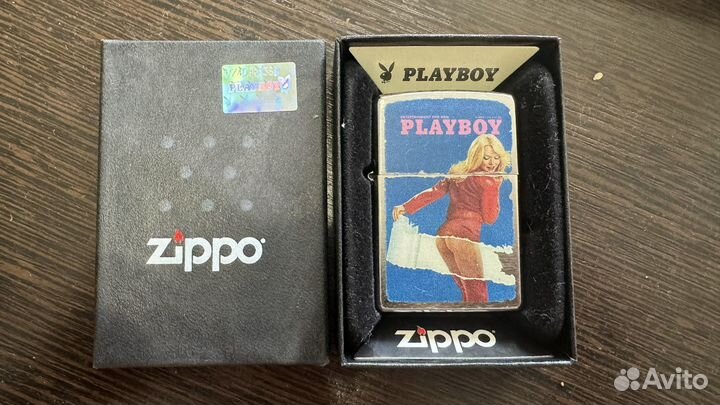 PLAYBOY
zippo
PLAYBOY
ENTERTAINMENT FOR MEN
PLAYBOY
zippo
Avito